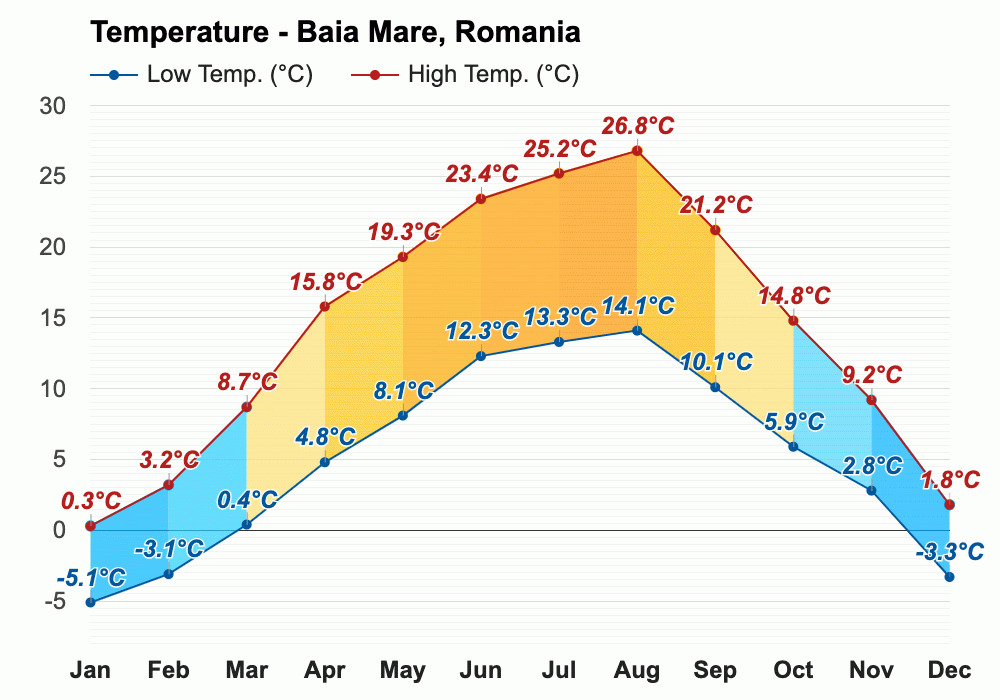 Temperature - Baia Mare, Romania
Low Temp. (°C) High Temp. (°C)
30
26.8°C
25.2°C
25
23.4°C
21.2°C
20
19.3°C
15.8°C
15
14.8°C
14.1°C
13.3°C
12.3°C
10.1°C
10
9.2°C
8.7°C
8.1°C
5.9°C
5
4.8°C
3.2°C
2.8°C
1.8°C
0.3°C
0.4°C
0
-3.1°C
-3.3°C
-5.1°C
-5
Jan Feb Mar Apr May Jun Jul Aug Sep Oct Nov Dec